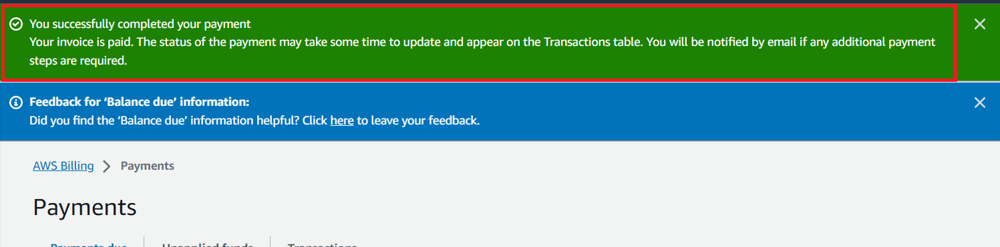 You successfully completed your payment
Your invoice is paid. The status of the payment may take some time to update and appear on the Transactions table. You will be notified by email if any additional payment
steps are required.
Feedback for ‘Balance due’ information:
Did you find the ‘Balance due’ information helpful? Click here to leave your feedback.
AWS Billing > Payments
Payments
Payments due Unapplied funds Transactions